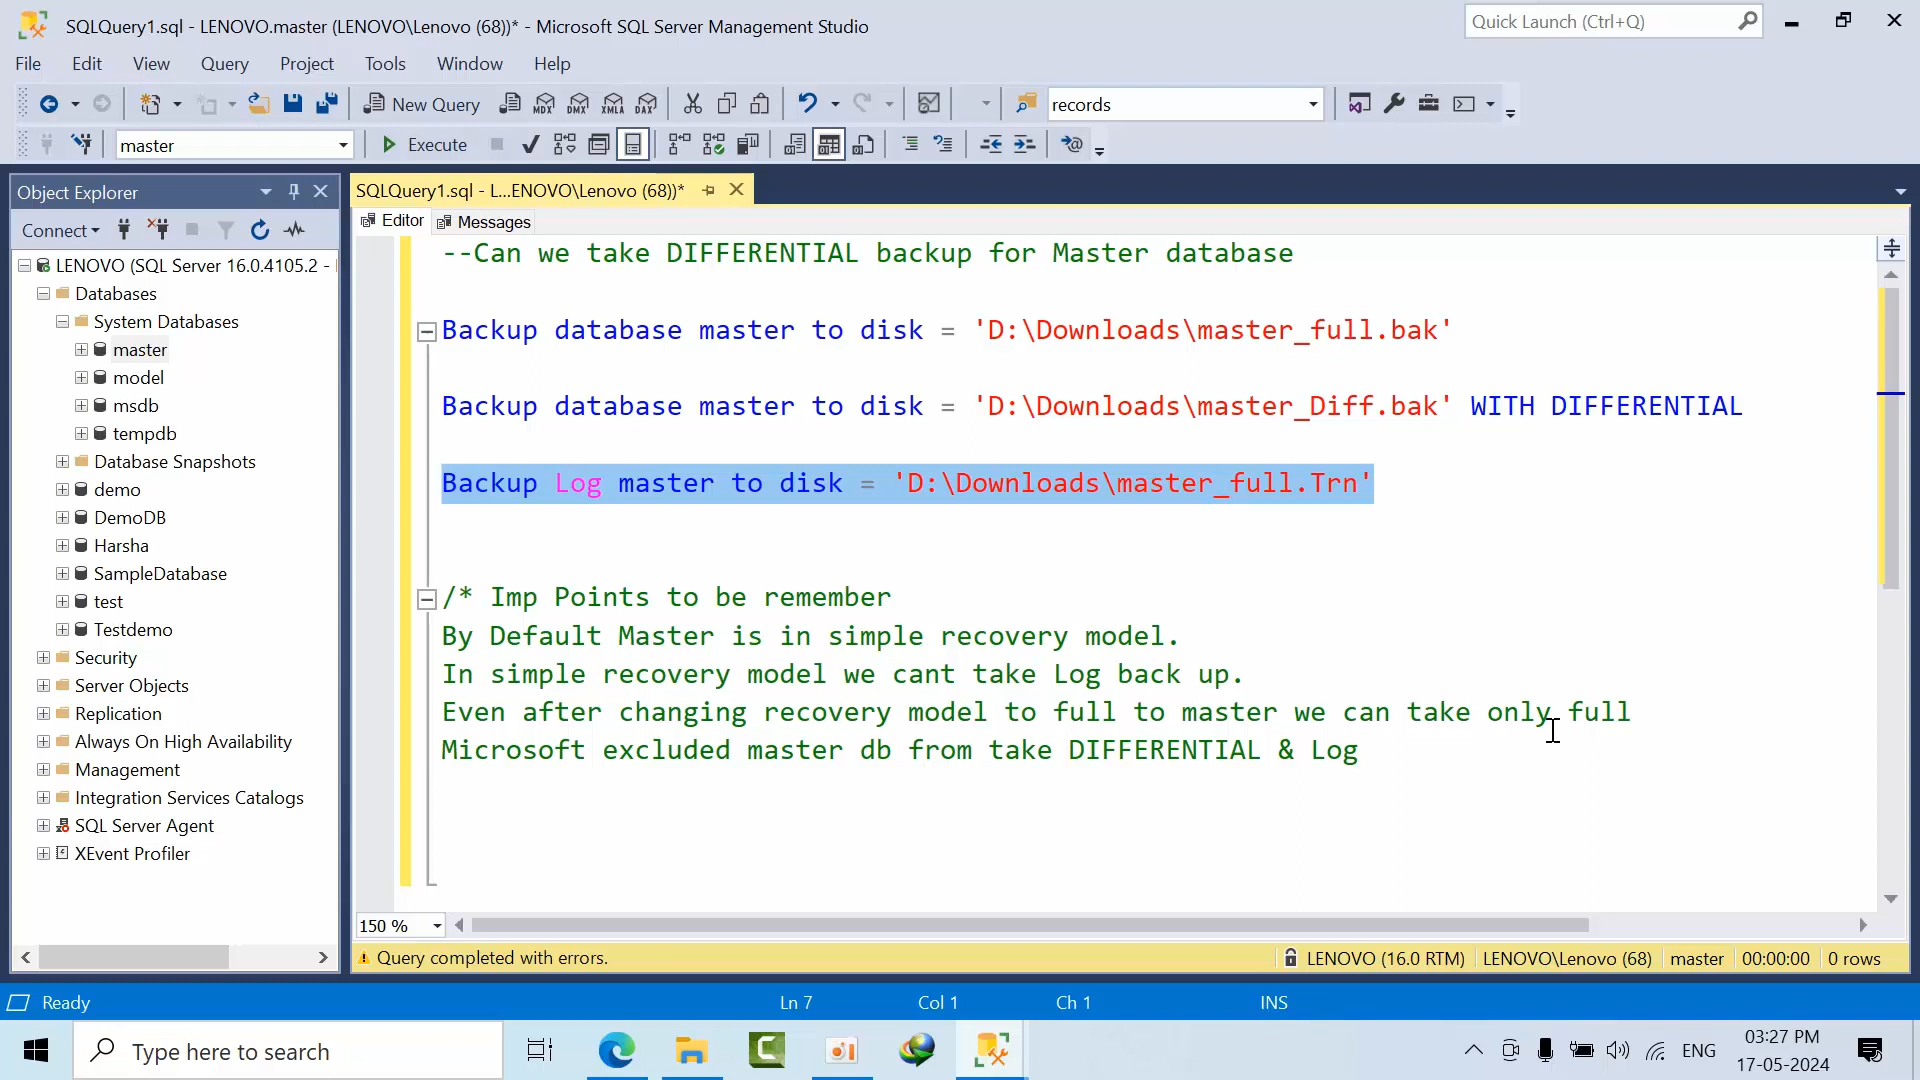 SQLQuery1.sql - LENOVO.master (LENOVO\Lenovo (68))* - Microsoft SQL Server Management Studio
Quick Launch (Ctrl+Q)
File Edit View Query Project Tools Window Help
New Query MDX DMX XMLA DAX records
master Execute
Object Explorer
SQLQuery1.sql - L...ENOVO\Lenovo (68))*
Connect
Editor Messages
LENOVO (SQL Server 16.0.4105.2 -
Databases
System Databases
master
model
msdb
tempdb
Database Snapshots
demo
DemoDB
Harsha
SampleDatabase
test
Testdemo
Security
Server Objects
Replication
Always On High Availability
Management
Integration Services Catalogs
SQL Server Agent
XEvent Profiler
--Can we take DIFFERENTIAL backup for Master database
Backup database master to disk = 'D:\Downloads\master_full.bak'
Backup database master to disk = 'D:\Downloads\master_Diff.bak' WITH DIFFERENTIAL
Backup Log master to disk = 'D:\Downloads\master_full.Trn'
/* Imp Points to be remember
By Default Master is in simple recovery model.
In simple recovery model we cant take Log back up.
Even after changing recovery model to full to master we can take only full
Microsoft excluded master db from take DIFFERENTIAL & Log
150 %
Query completed with errors. LENOVO (16.0 RTM) LENOVO\Lenovo (68) master 00:00:00 0 rows
Ready Ln 7 Col 1 Ch 1 INS
Type here to search
ENG
03:27 PM
17-05-2024